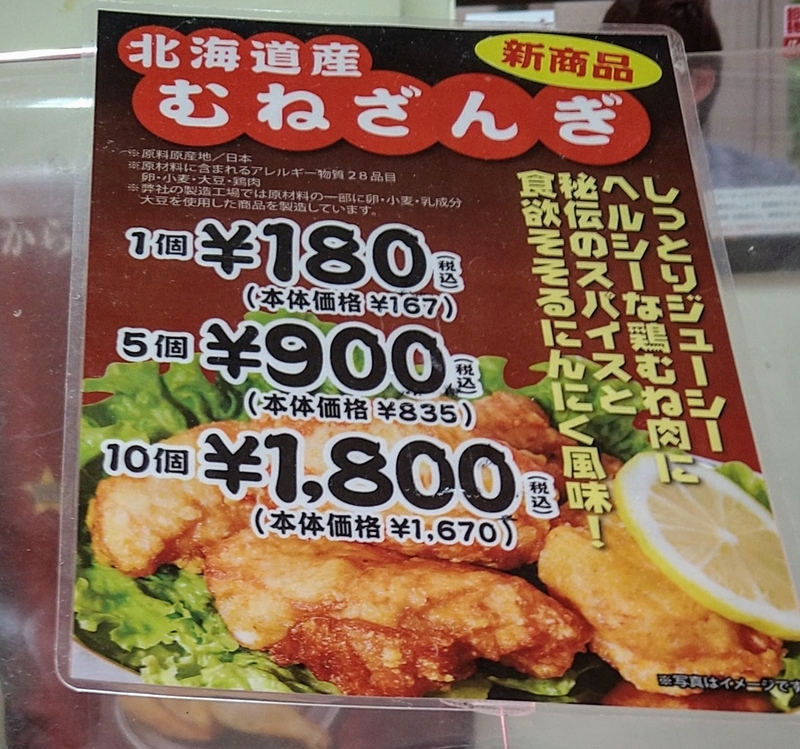 北海道産
新商品
むねざんぎ
※原料原産地／日本
※原材料に含まれるアレルギー物質28品目
卵・小麦・大豆・鶏肉
※弊社の製造工場では原材料の一部に卵・小麦・乳成分
大豆を使用した商品を製造しています。
しっとりジューシー
ヘルシーな鶏むね肉に
秘伝のスパイスと
食欲そそるにんにく風味！
1個 ¥180(税込)
(本体価格 ¥167)
5個 ¥900(税込)
(本体価格 ¥835)
10個 ¥1,800(税込)
(本体価格 ¥1,670)
※写真はイメージです
から